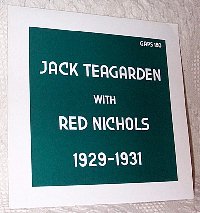 GAPS 180
JACK TEAGARDEN
WITH
RED NICHOLS
1929-1931